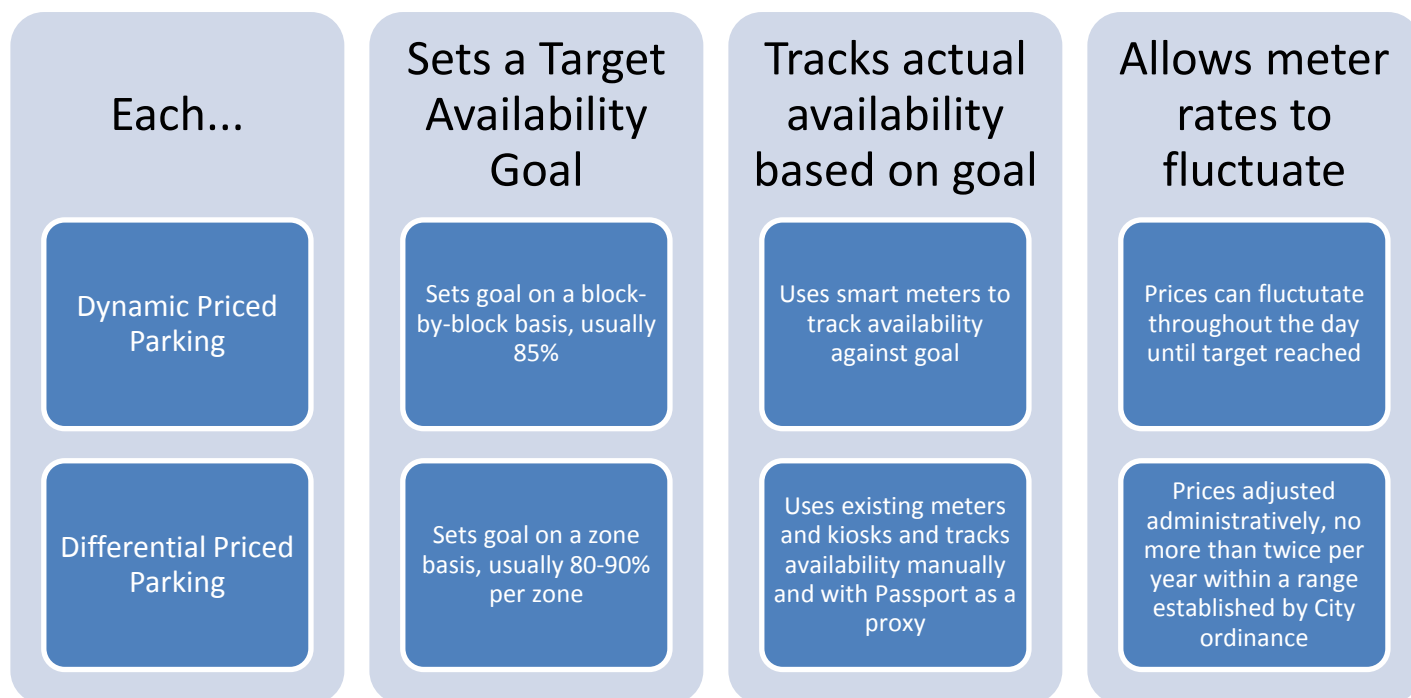 Each...
Dynamic Priced
Parking
Differential Priced
Parking
Sets a Target
Availability
Goal
Sets goal on a block-
by-block basis, usually
85%
Sets goal on a zone
basis, usually 80-90%
per zone
Tracks actual
availability
based on goal
Uses smart meters to
track availability
against goal
Uses existing meters
and kiosks and tracks
availability manually
and with Passport as a
proxy
Allows meter
rates to
fluctuate
Prices can fluctutate
throughout the day
until target reached
Prices adjusted
administratively, no
more than twice per
year within a range
established by City
ordinance